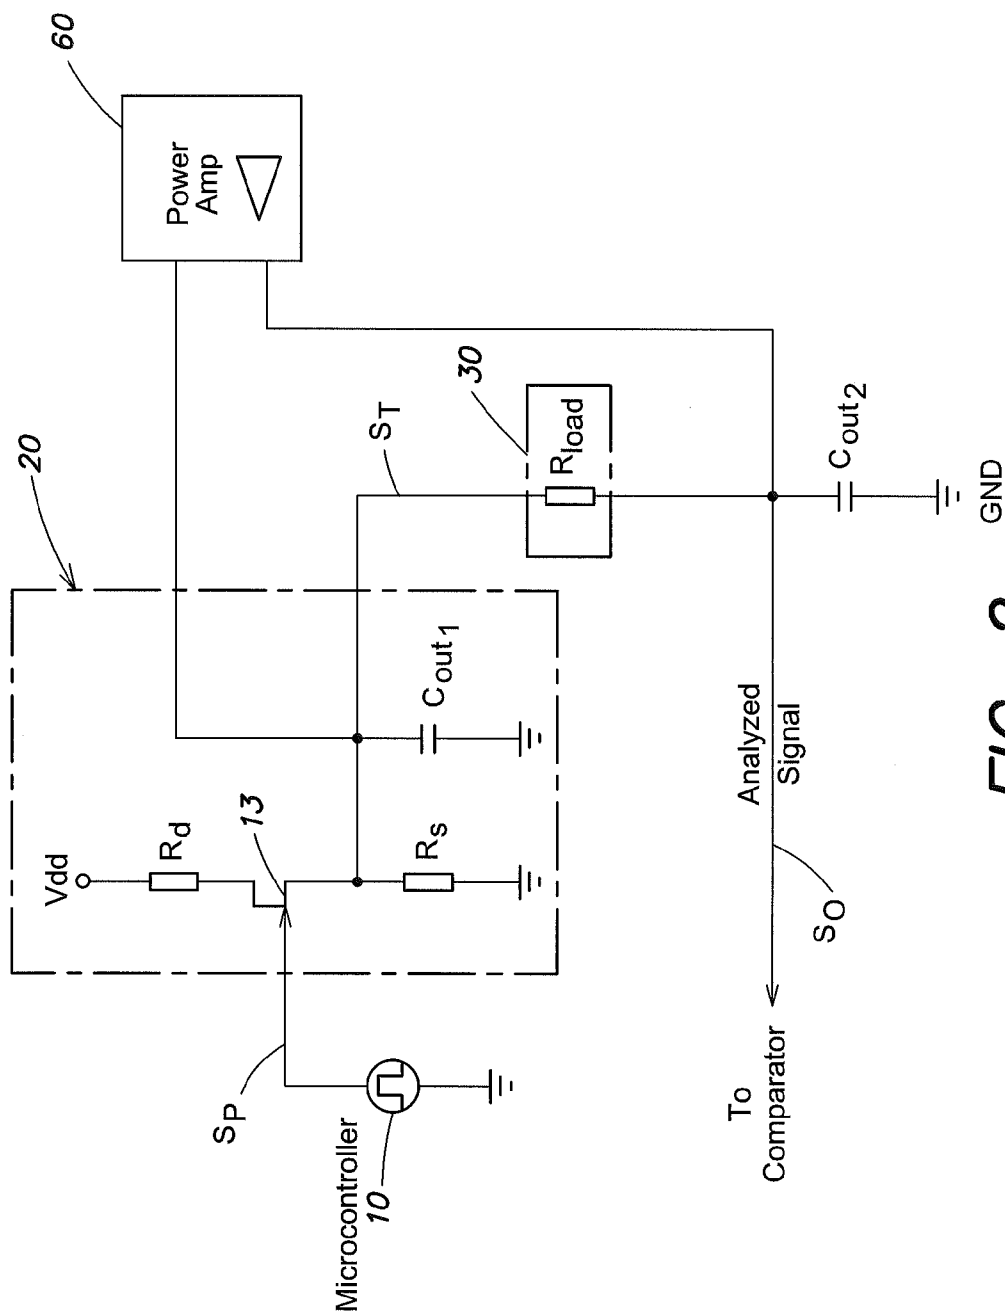 60
Power
Amp
20
Vdd
Rd
13
Rs
Cout1
ST
30
Rload
SP
Microcontroller
10
Cout2
GND
Analyzed
Signal
SO
To
Comparator
FIG.